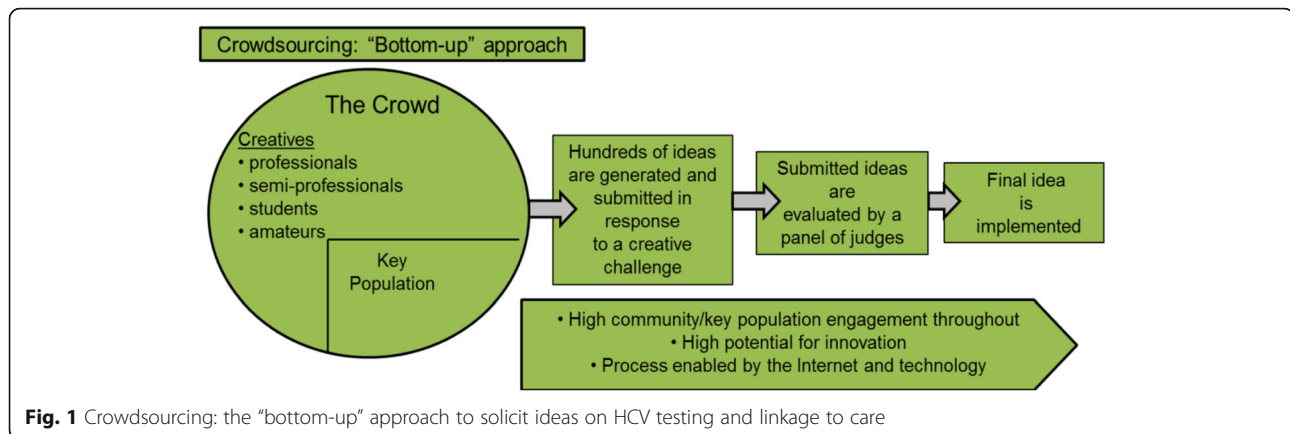 Crowdsourcing: "Bottom-up" approach
The Crowd
Creatives
• professionals
• semi-professionals
• students
• amateurs
Key
Population
Hundreds of ideas
are generated and
submitted in
response
to a creative
challenge
Submitted ideas
are
evaluated by a
panel of judges
Final idea
is
implemented
• High community/key population engagement throughout
• High potential for innovation
• Process enabled by the Internet and technology
Fig. 1 Crowdsourcing: the "bottom-up" approach to solicit ideas on HCV testing and linkage to care